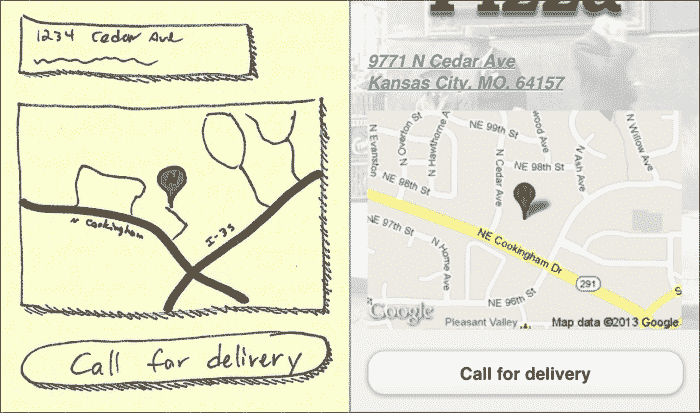 1234 Cedar Ave
N Cookingham
I-35
Call for delivery
Pizza
9771 N Cedar Ave
Kansas City, MO, 64157
N Evanston
N Overton St
N Hawthorne A
NE 99th St
wood Ave
N Willow Ave
NE 98th St
N Cedar Ave
NE 98th St
N Ash Ave
NE 97th St
N Home Ave
NE Cookingham Dr
291
S
NE 96th St
Google
Pleasant Valley
Map data ©2013 Google
Call for delivery